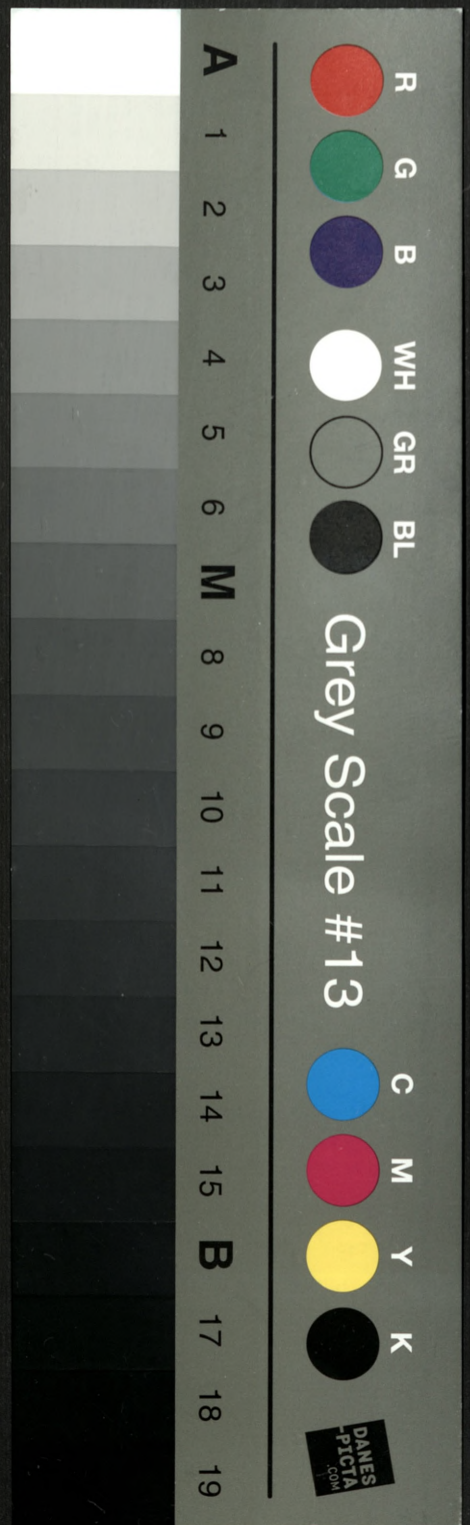 R G B WH GR BL
Grey Scale #13
C M Y K
A 1 2 3 4 5 6 M 8 9 10 11 12 13 14 15 B 17 18 19
DANES
-PICTA
.COM